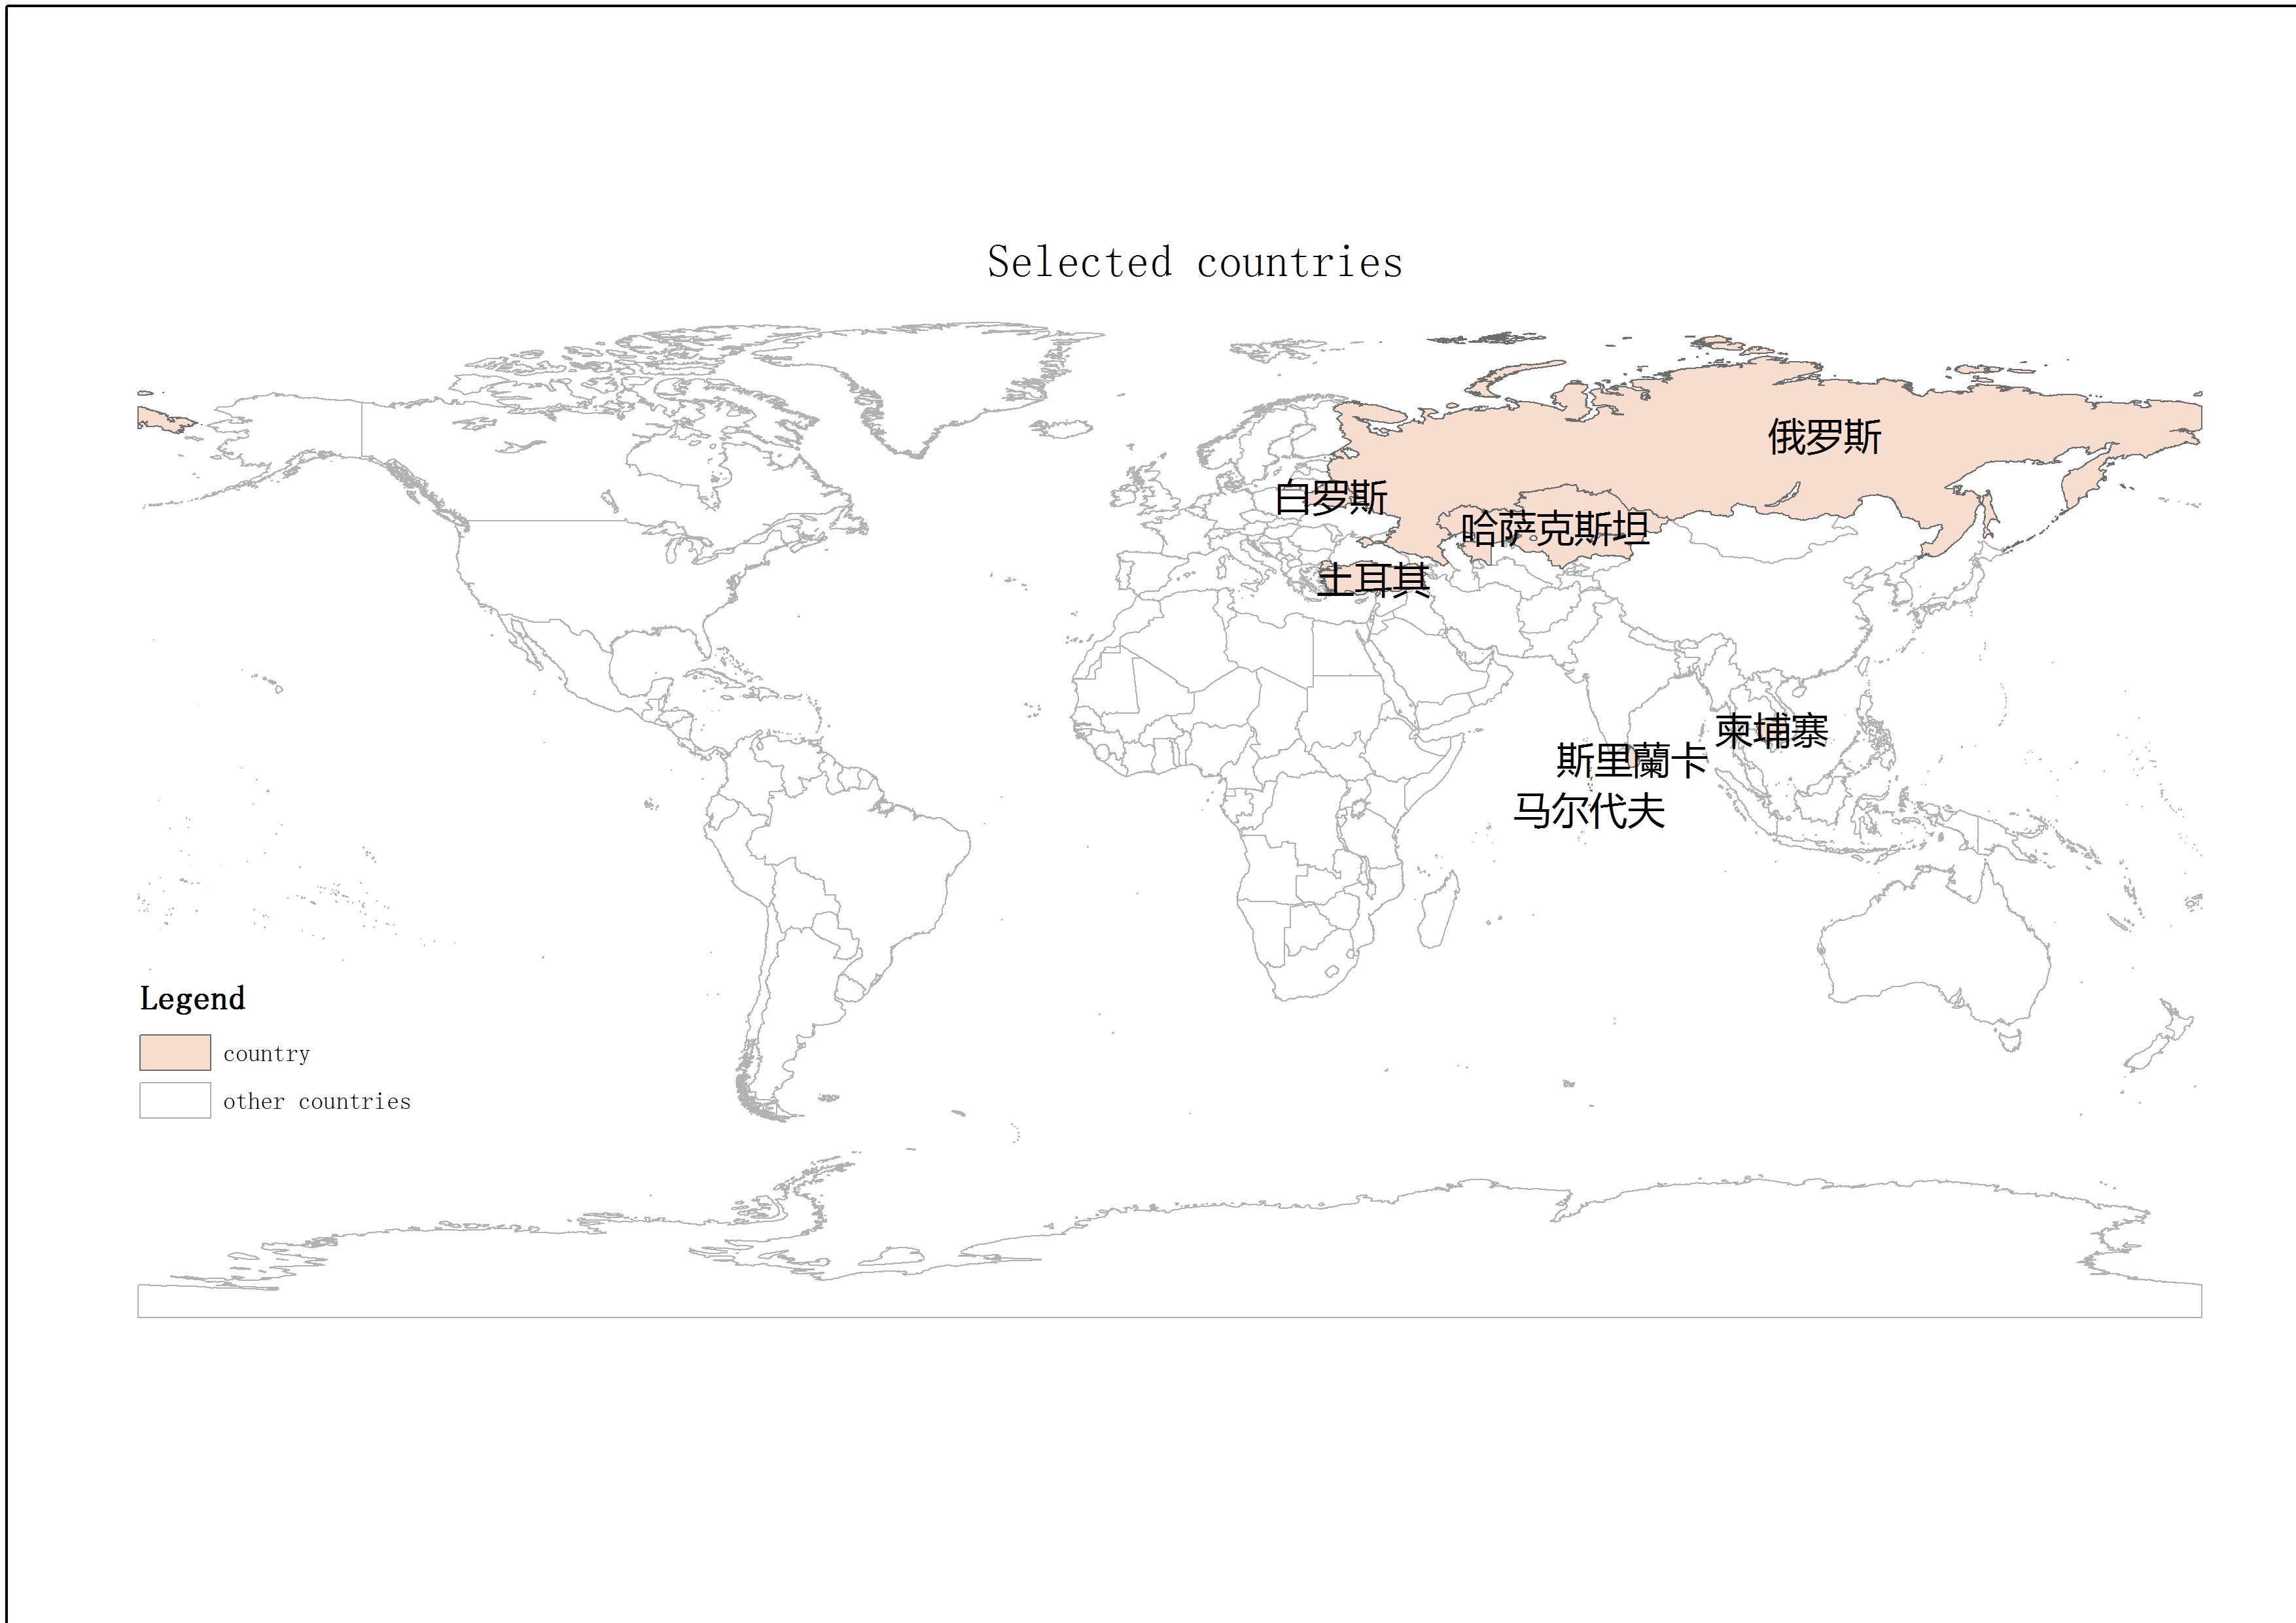 Selected countries
俄罗斯
白罗斯
哈萨克斯坦
土耳其
柬埔寨
斯里蘭卡
马尔代夫
Legend
country
other countries